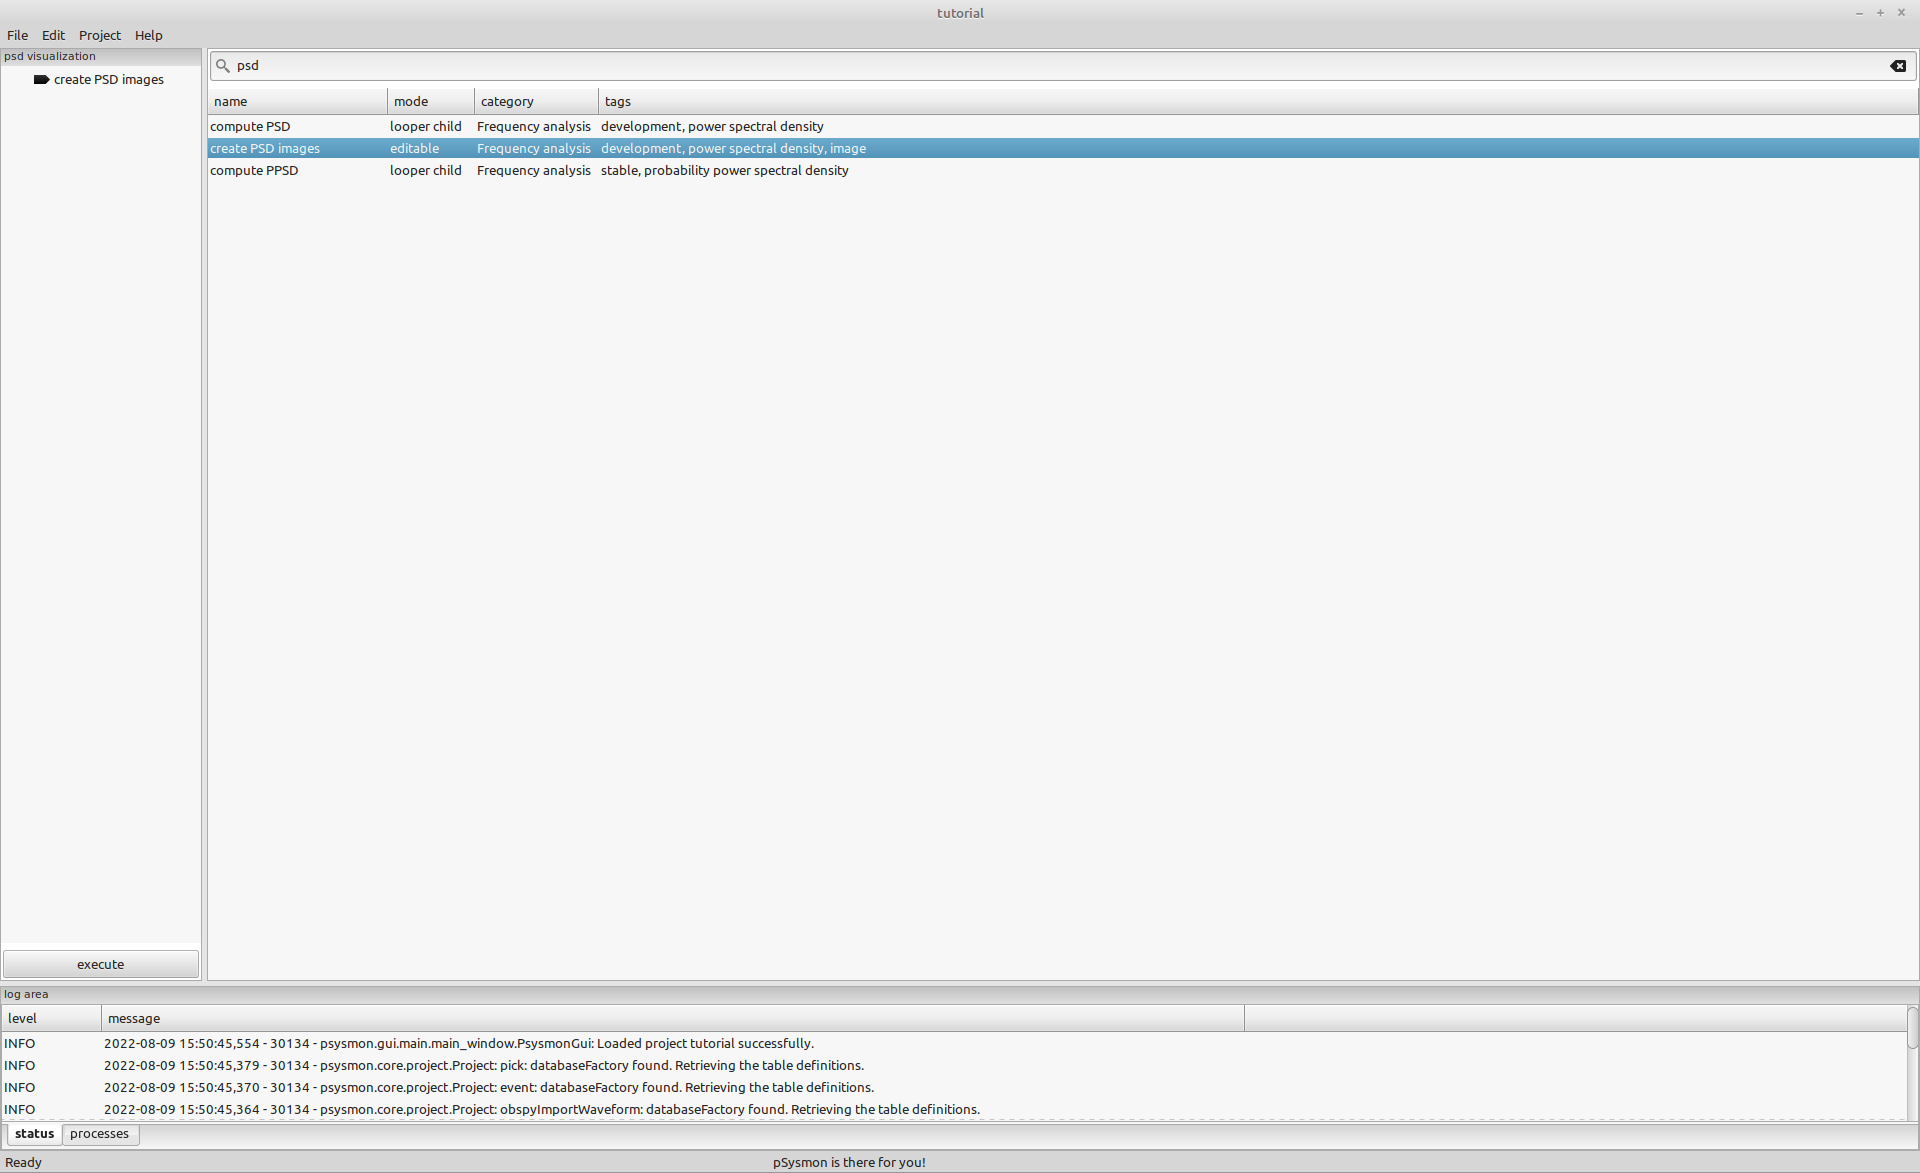 tutorial
File Edit Project Help
psd visualization
create PSD images
execute
psd
name mode category tags
compute PSD looper child Frequency analysis development, power spectral density
create PSD images editable Frequency analysis development, power spectral density, image
compute PPSD looper child Frequency analysis stable, probability power spectral density
log area
level message
INFO 2022-08-09 15:50:45,554 - 30134 - psysmon.gui.main.main_window.PsysmonGui: Loaded project tutorial successfully.
INFO 2022-08-09 15:50:45,379 - 30134 - psysmon.core.project.Project: pick: databaseFactory found. Retrieving the table definitions.
INFO 2022-08-09 15:50:45,370 - 30134 - psysmon.core.project.Project: event: databaseFactory found. Retrieving the table definitions.
INFO 2022-08-09 15:50:45,364 - 30134 - psysmon.core.project.Project: obspyImportWaveform: databaseFactory found. Retrieving the table definitions.
status processes
Ready pSysmon is there for you!